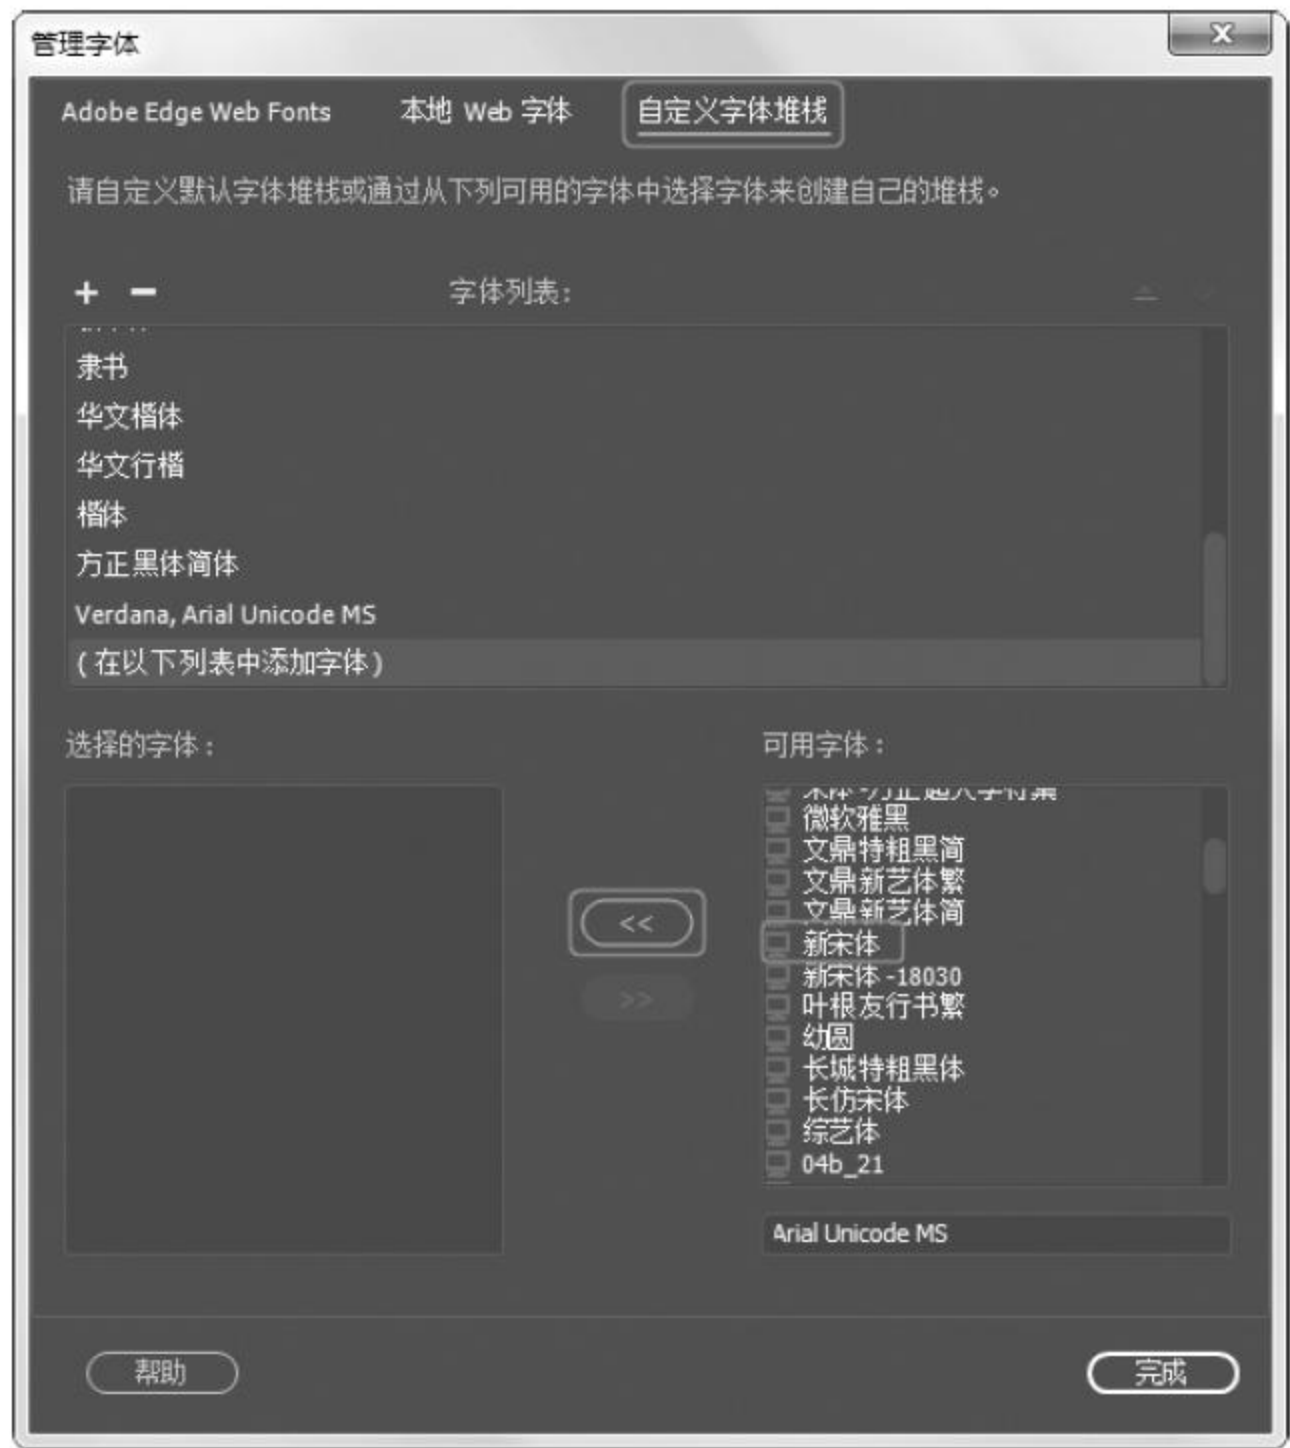 管理字体
Adobe Edge Web Fonts 本地 Web 字体 自定义字体堆栈
请自定义默认字体堆栈或通过从下列可用的字体中选择字体来创建自己的堆栈。
字体列表:
隶书
华文楷体
华文行楷
楷体
方正黑体简体
Verdana, Arial Unicode MS
(在以下列表中添加字体)
选择的字体:
可用字体:
微软雅黑
文鼎特粗黑简
文鼎新艺体繁
文鼎新艺体简
<<
新宋体
新宋体 -18030
>>
叶根友行书繁
幼圆
长城特粗黑体
长仿宋体
综艺体
04b_21
Arial Unicode MS
帮助
完成